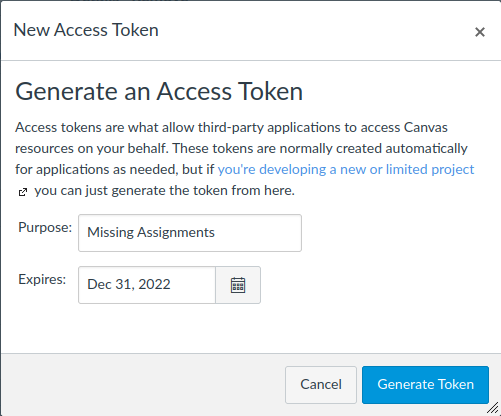 New Access Token ×
Generate an Access Token
Access tokens are what allow third-party applications to access Canvas
resources on your behalf. These tokens are normally created automatically
for applications as needed, but if you're developing a new or limited project
you can just generate the token from here.
Purpose: Missing Assignments
Expires: Dec 31, 2022
Cancel Generate Token